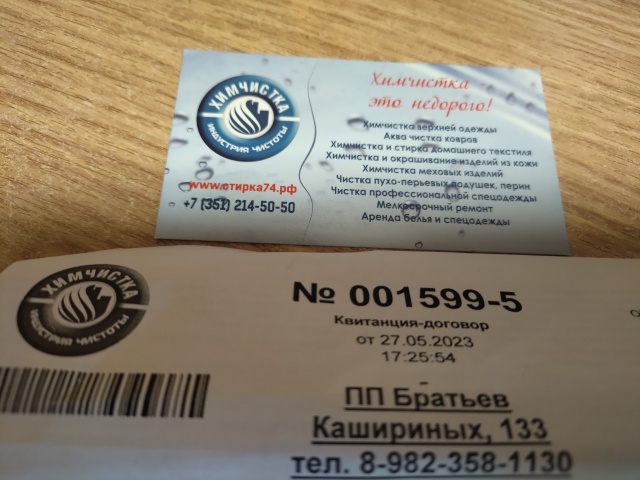 ХИМЧИСТКА
ИНДУСТРИЯ ЧИСТОТЫ
www.стирка74.рф
+7 (351) 214-50-50
Химчистка
это недорого!
Химчистка верхней одежды
Аква чистка ковров
Химчистка и стирка домашнего текстиля
Химчистка и окрашивание изделий из кожи
Химчистка меховых изделий
Чистка пухо-перьевых подушек, перин
Чистка профессиональной спецодежды
Мелкосрочный ремонт
Аренда белья и спецодежды
ХИМЧИСТКА
ИНДУСТРИЯ ЧИСТОТЫ
№ 001599-5
Квитанция-договор
от 27.05.2023
17:25:54
ПП Братьев
Кашириных, 133
тел. 8-982-358-1130